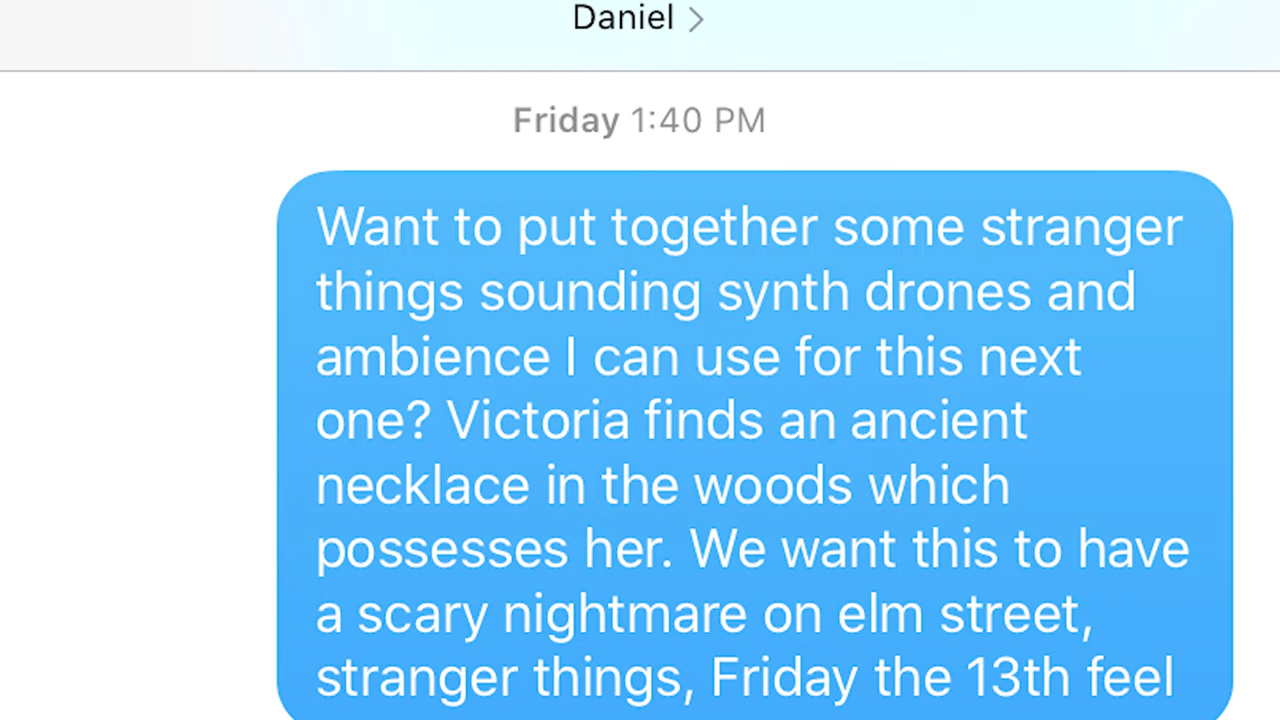 Daniel >
Friday 1:40 PM
Want to put together some stranger
things sounding synth drones and
ambience I can use for this next
one? Victoria finds an ancient
necklace in the woods which
possesses her. We want this to have
a scary nightmare on elm street,
stranger things, Friday the 13th feel